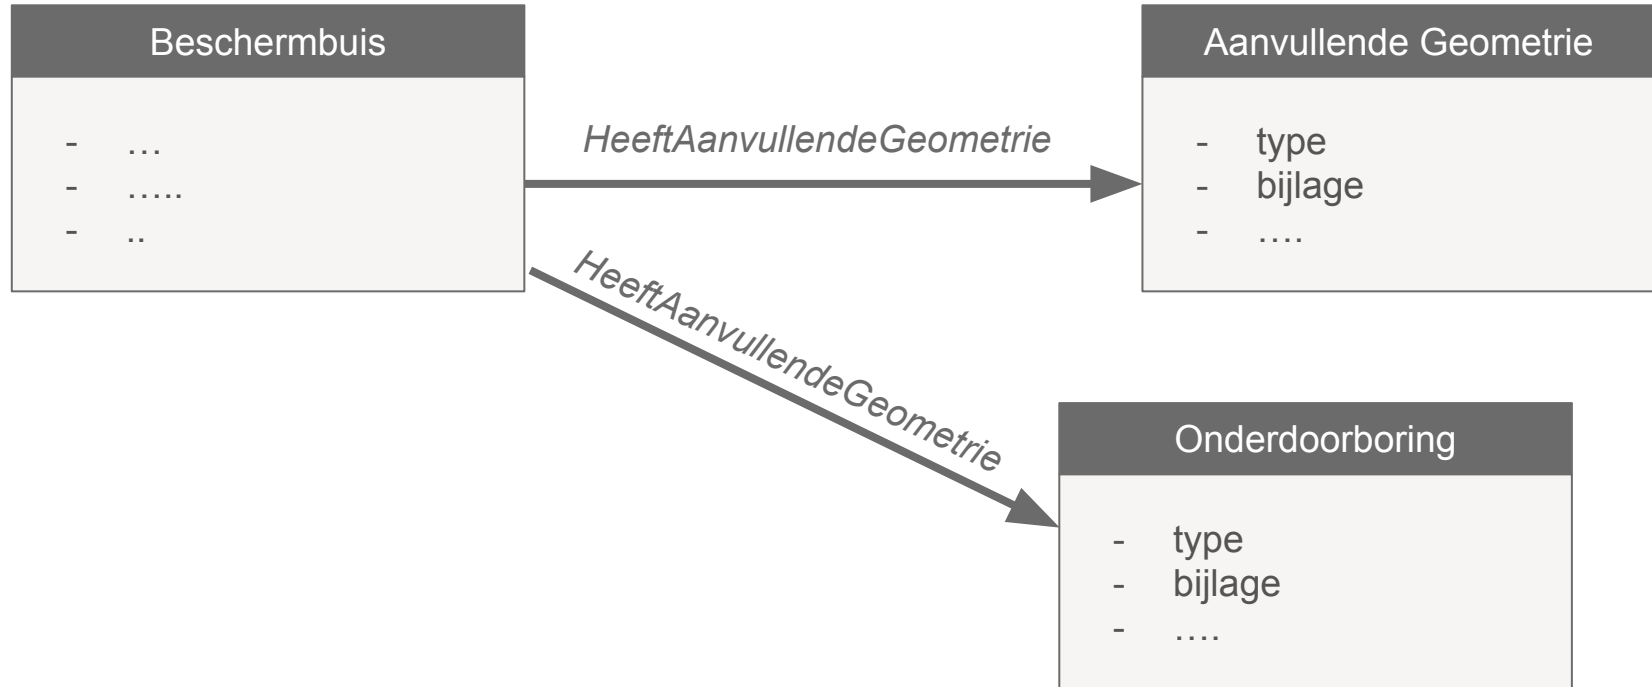 Beschermbuis
- …
- …..
- ..
HeeftAanvullendeGeometrie
Aanvullende Geometrie
- type
- bijlage
- ….
HeeftAanvullendeGeometrie
Onderdoorboring
- type
- bijlage
- ….